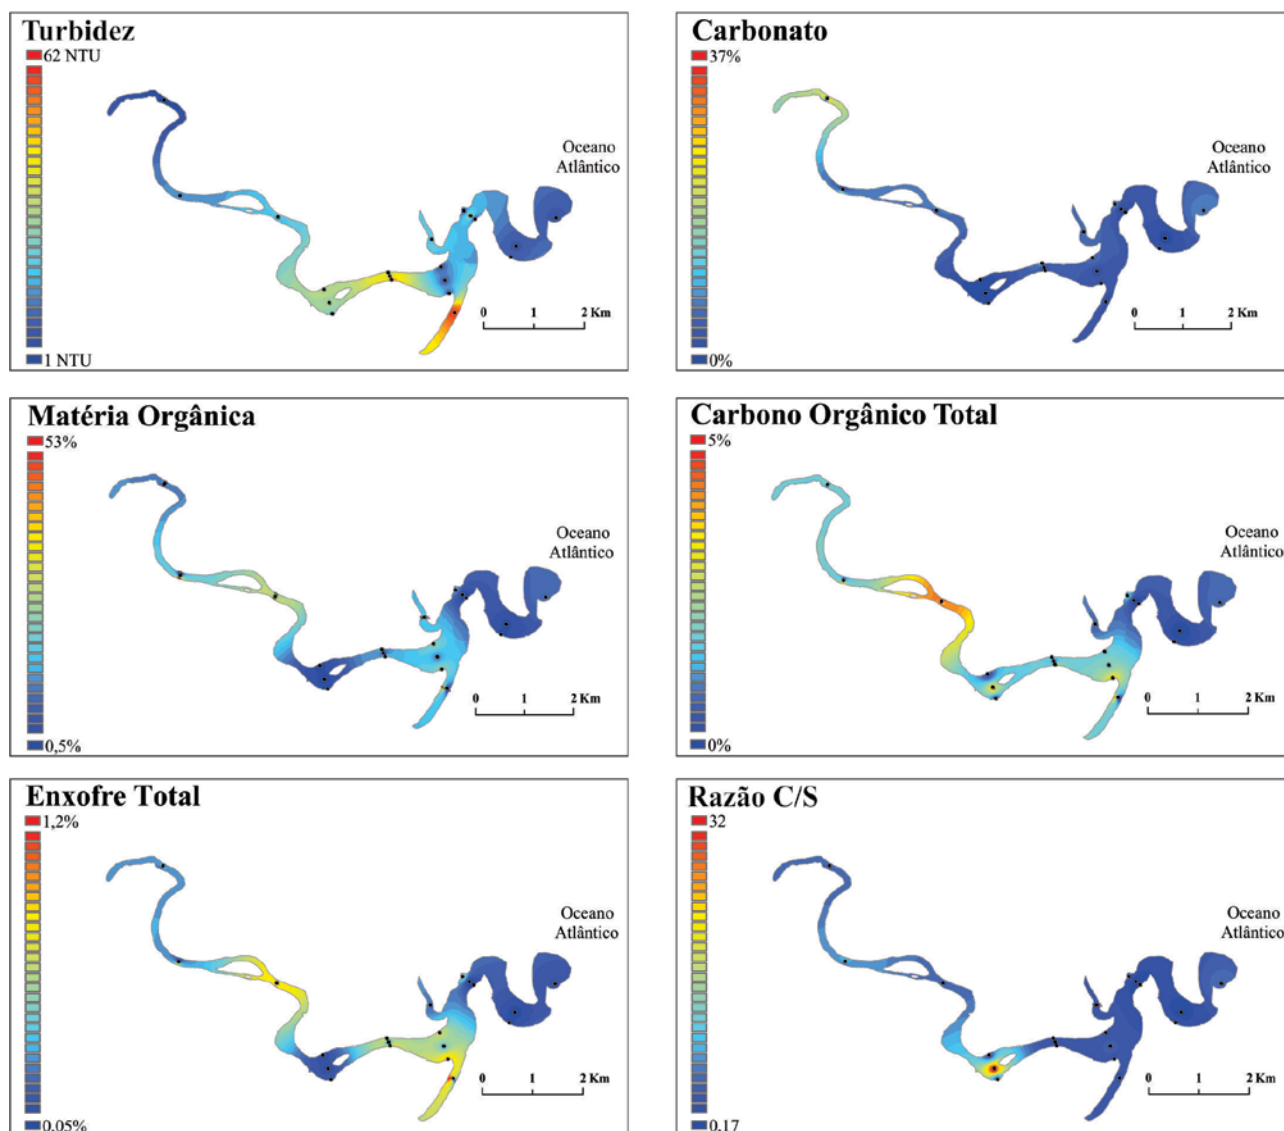 Turbidez
62 NTU
Oceano
Atlântico
0 1 2 Km
1 NTU
Carbonato
37%
Oceano
Atlântico
0 1 2 Km
0%
Matéria Orgânica
53%
Oceano
Atlântico
0 1 2 Km
0,5%
Carbono Orgânico Total
5%
Oceano
Atlântico
0 1 2 Km
0%
Enxofre Total
1,2%
Oceano
Atlântico
0 1 2 Km
0,05%
Razão C/S
32
Oceano
Atlântico
0 1 2 Km
0,17